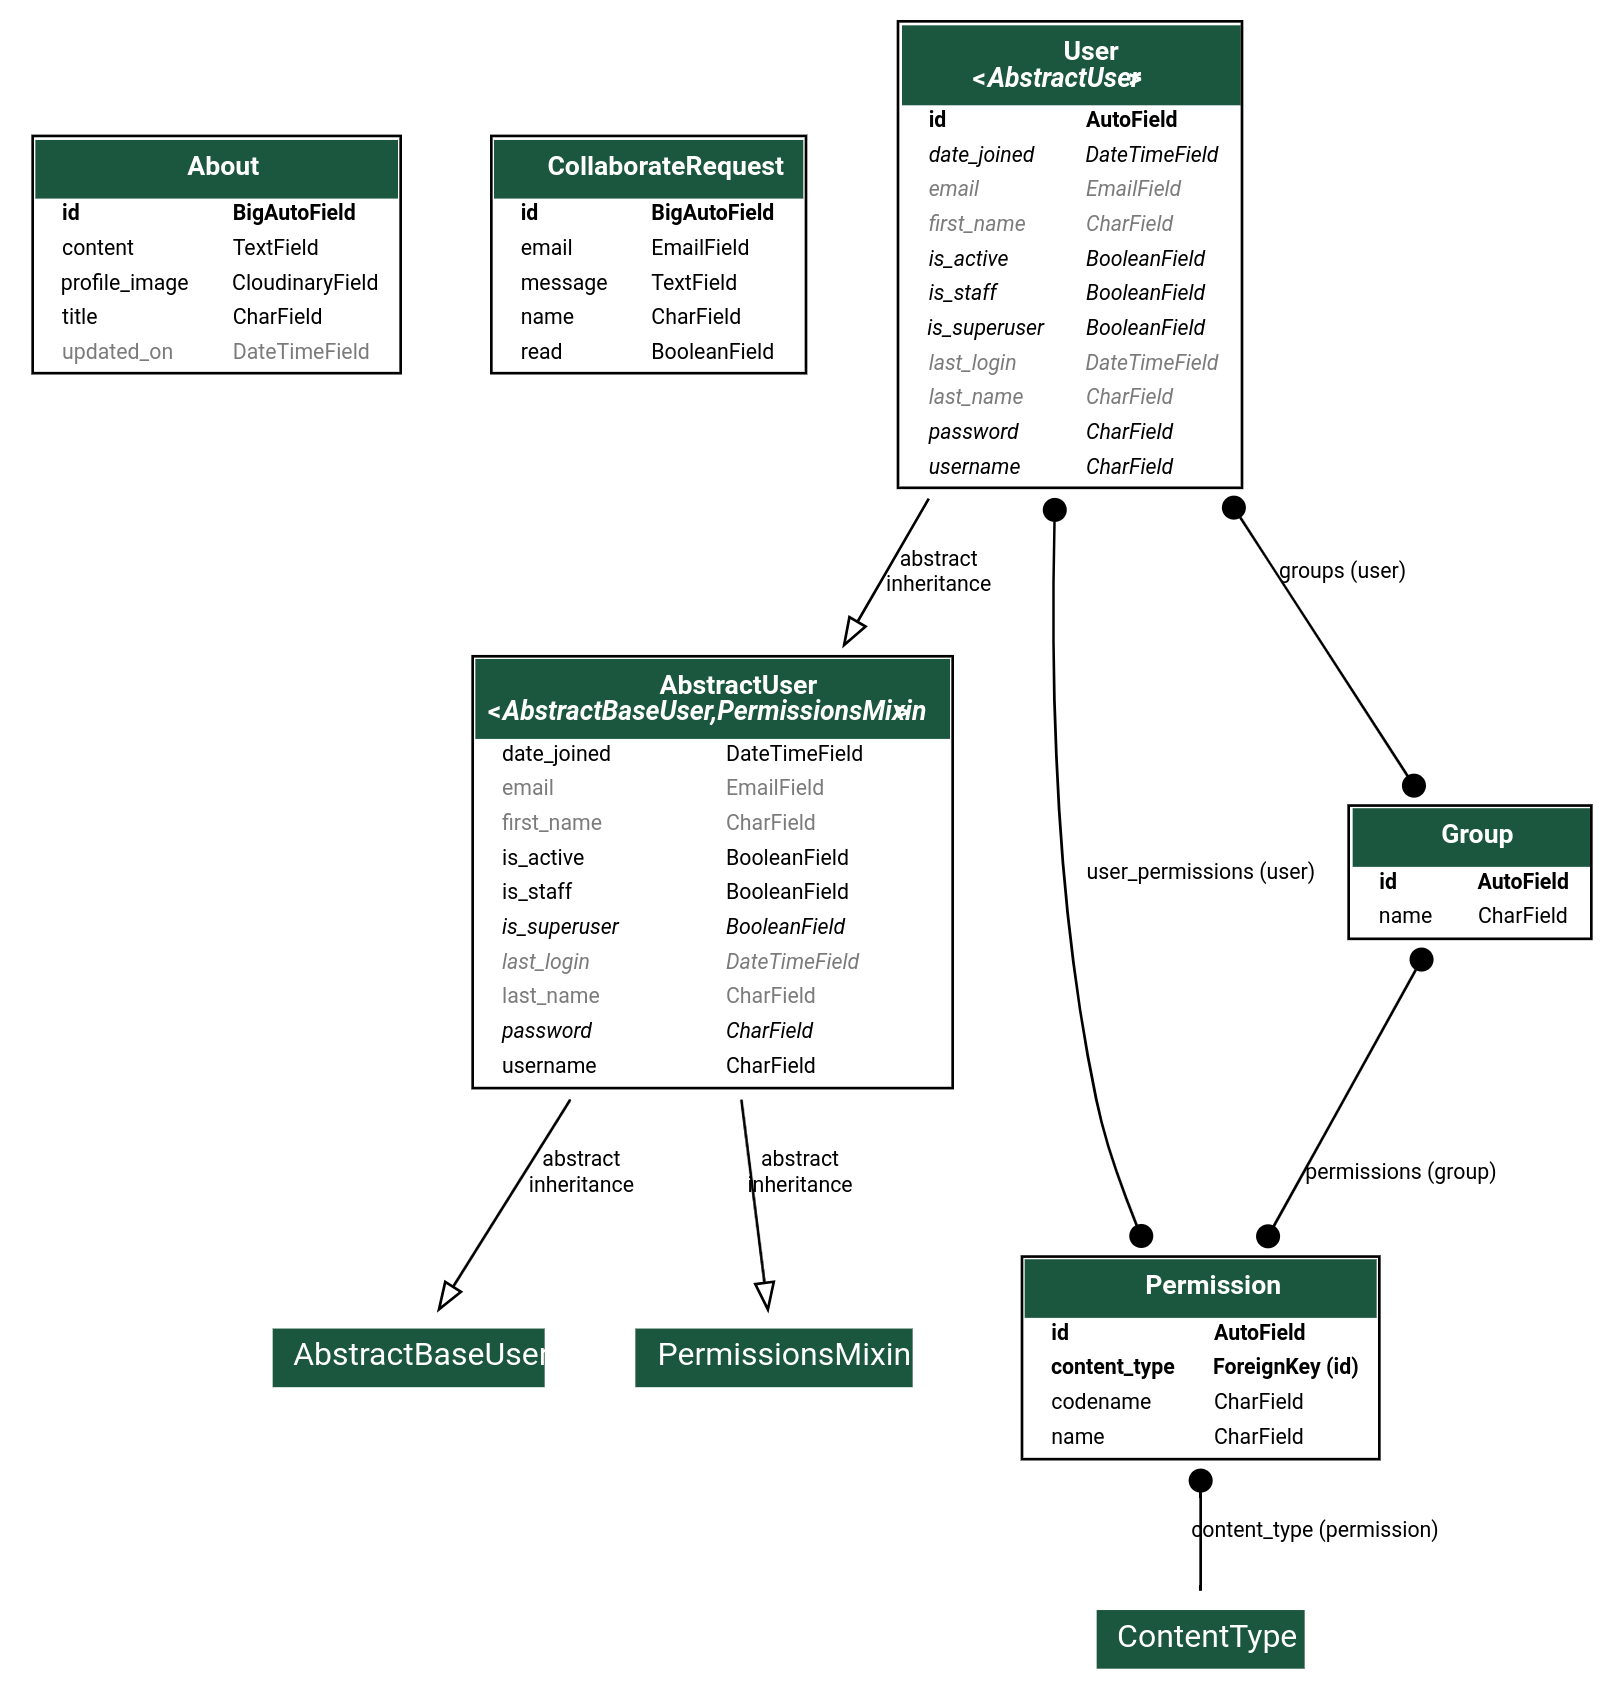 User
<AbstractUser>
id AutoField
date_joined DateTimeField
email EmailField
first_name CharField
is_active BooleanField
is_staff BooleanField
is_superuser BooleanField
last_login DateTimeField
last_name CharField
password CharField
username CharField
About
id BigAutoField
content TextField
profile_image CloudinaryField
title CharField
updated_on DateTimeField
CollaborateRequest
id BigAutoField
email EmailField
message TextField
name CharField
read BooleanField
abstract
inheritance
groups (user)
AbstractUser
<AbstractBaseUser,PermissionsMixin>
date_joined DateTimeField
email EmailField
first_name CharField
is_active BooleanField
is_staff BooleanField
is_superuser BooleanField
last_login DateTimeField
last_name CharField
password CharField
username CharField
user_permissions (user)
Group
id AutoField
name CharField
abstract
inheritance
abstract
inheritance
permissions (group)
AbstractBaseUser
PermissionsMixin
Permission
id AutoField
content_type ForeignKey (id)
codename CharField
name CharField
content_type (permission)
ContentType